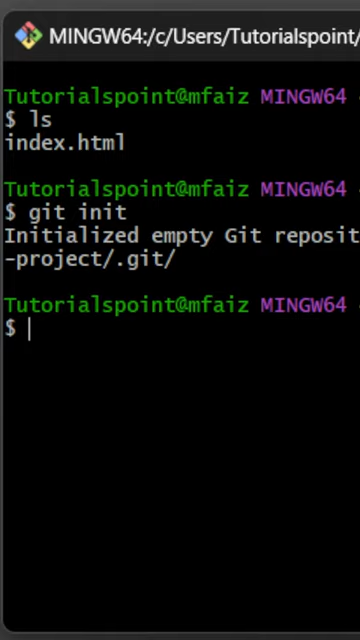 MINGW64:/c/Users/Tutorialspoint/
Tutorialspoint@mfaiz MINGW64
$ ls
index.html
Tutorialspoint@mfaiz MINGW64
$ git init
Initialized empty Git reposit
-project/.git/
Tutorialspoint@mfaiz MINGW64
$